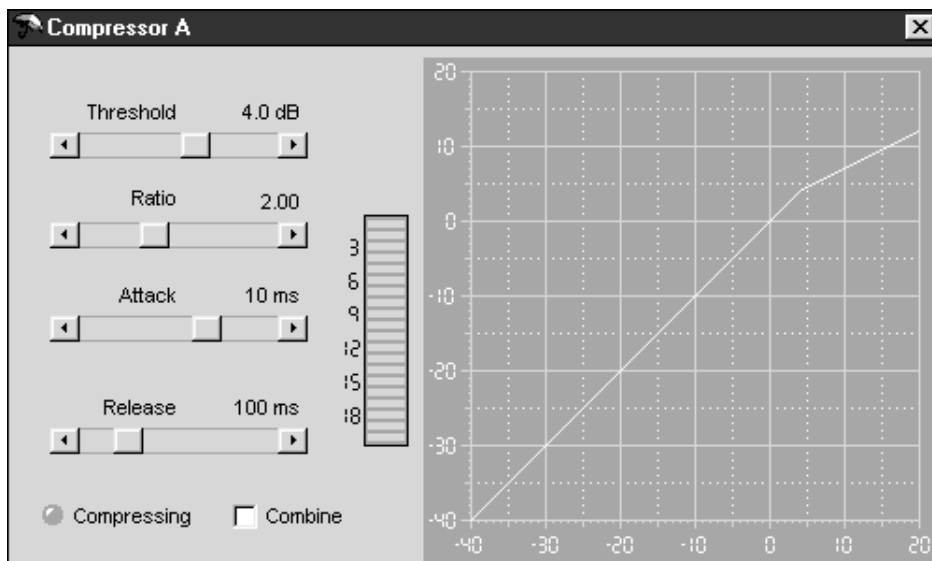 Compressor A
Threshold 4.0 dB
Ratio 2.00
Attack 10 ms
Release 100 ms
Compressing Combine
3
6
9
12
15
18
20
10
0
-10
-20
-30
-40
-40 -30 -20 -10 0 10 20